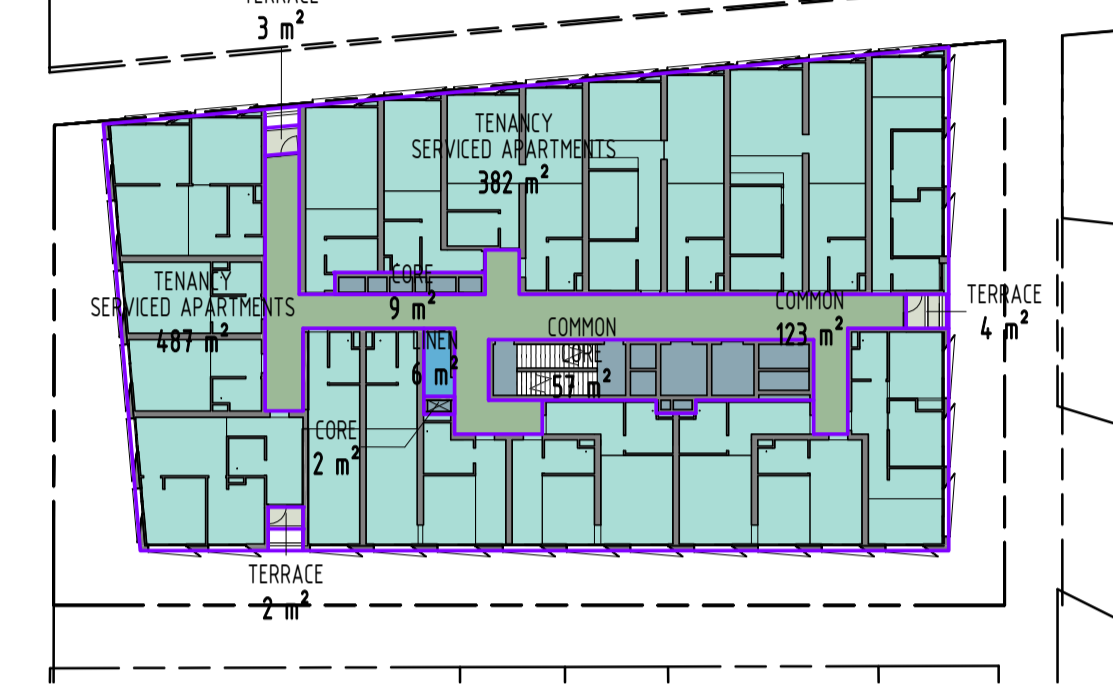 TERRACE
3 m²
TENANCY
SERVICED APARTMENTS
382 m²
TENANCY
SERVICED APARTMENTS
487 m²
CORE
9 m²
LINEN
6 m²
COMMON
CORE
57 m²
COMMON
123 m²
TERRACE
4 m²
CORE
2 m²
TERRACE
2 m²